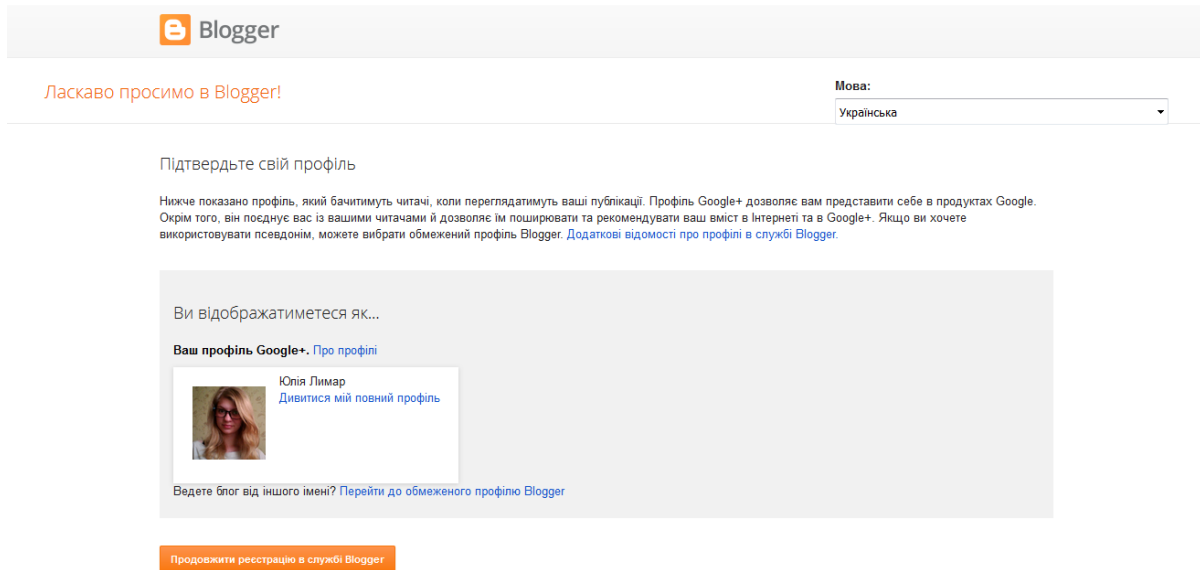 Blogger
Ласкаво просимо в Blogger!
Мова:
Українська
Підтвердьте свій профіль
Нижче показано профіль, який бачитимуть читачі, коли переглядатимуть ваші публікації. Профіль Google+ дозволяє вам представити себе в продуктах Google.
Окрім того, він поєднує вас із вашими читачами й дозволяє їм поширювати та рекомендувати ваш вміст в Інтернеті та в Google+. Якщо ви хочете
використовувати псевдонім, можете вибрати обмежений профіль Blogger. Додаткові відомості про профілі в службі Blogger.
Ви відображатиметеся як...
Ваш профіль Google+. Про профілі
Юлія Лимар
Дивитися мій повний профіль
Ведете блог від іншого імені? Перейти до обмеженого профілю Blogger
Продовжити реєстрацію в службі Blogger